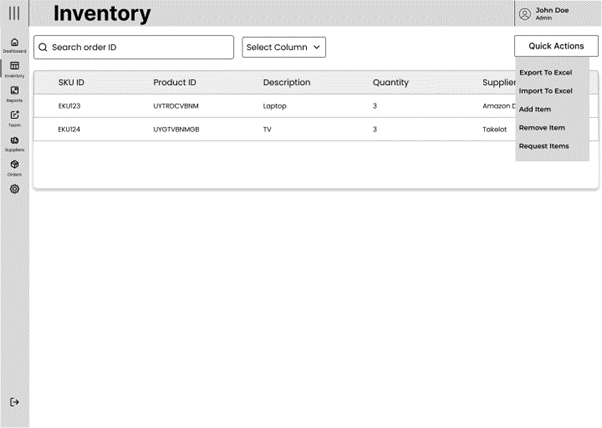 Inventory
John Doe
Admin
Search order ID
Select Column
Quick Actions
Dashboard
Inventory
Reports
Team
Suppliers
Orders
SKU ID Product ID Description Quantity Supplier
EKU123 UYTRDCVBNM Laptop 3 Amazon D
EKU124 UYGTVBNMGB TV 3 Takelot
Export To Excel
Import To Excel
Add Item
Remove Item
Request Items